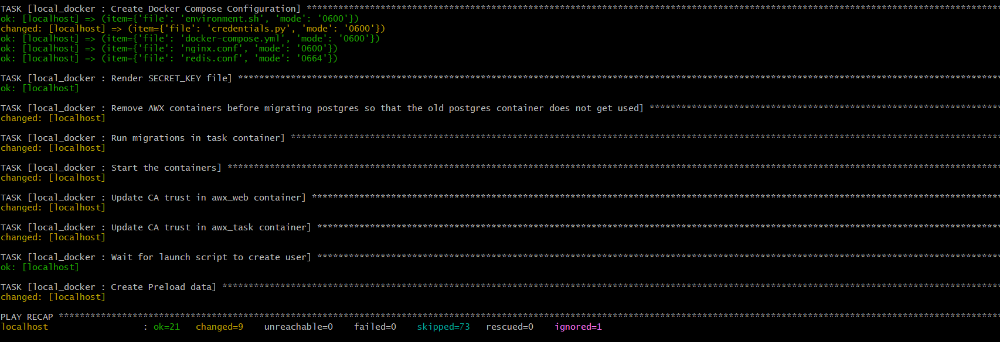 TASK [local_docker : Create Docker Compose Configuration] ************************************************************************************************************************************
ok: [localhost] => (item={'file': 'environment.sh', 'mode': '0600'})
changed: [localhost] => (item={'file': 'credentials.py', 'mode': '0600'})
ok: [localhost] => (item={'file': 'docker-compose.yml', 'mode': '0600'})
ok: [localhost] => (item={'file': 'nginx.conf', 'mode': '0600'})
ok: [localhost] => (item={'file': 'redis.conf', 'mode': '0664'})
TASK [local_docker : Render SECRET_KEY file] *************************************************************************************************************************************************
ok: [localhost]
TASK [local_docker : Remove AWX containers before migrating postgres so that the old postgres container does not get used] *******************************************************************
changed: [localhost]
TASK [local_docker : Run migrations in task container] ***************************************************************************************************************************************
changed: [localhost]
TASK [local_docker : Start the containers] ***************************************************************************************************************************************************
changed: [localhost]
TASK [local_docker : Update CA trust in awx_web container] ***********************************************************************************************************************************
changed: [localhost]
TASK [local_docker : Update CA trust in awx_task container] **********************************************************************************************************************************
changed: [localhost]
TASK [local_docker : Wait for launch script to create user] **********************************************************************************************************************************
ok: [localhost]
TASK [local_docker : Create Preload data] ****************************************************************************************************************************************************
changed: [localhost]
PLAY RECAP ***********************************************************************************************************************************************************************************
localhost                  : ok=21   changed=9    unreachable=0    failed=0    skipped=73   rescued=0    ignored=1